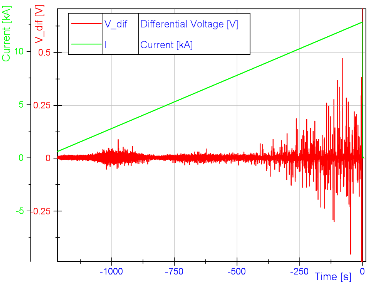 Current [kA]
V_dif [V]
V_dif Differential Voltage [V]
I Current [kA]
10
5
0
-5
0.5
0.25
0
-0.25
-1000 -750 -500 -250 0
Time [s]